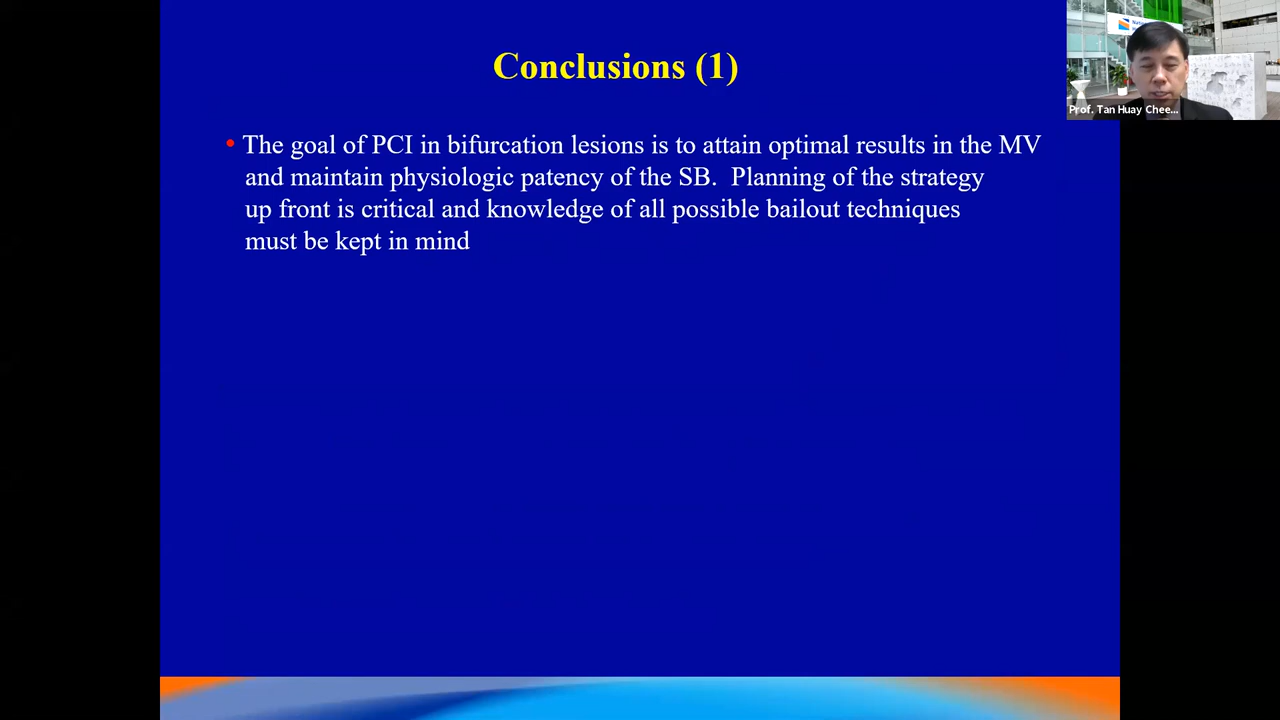 Conclusions (1)
• The goal of PCI in bifurcation lesions is to attain optimal results in the MV
and maintain physiologic patency of the SB.  Planning of the strategy
up front is critical and knowledge of all possible bailout techniques
must be kept in mind
Prof. Tan Huay Chee...